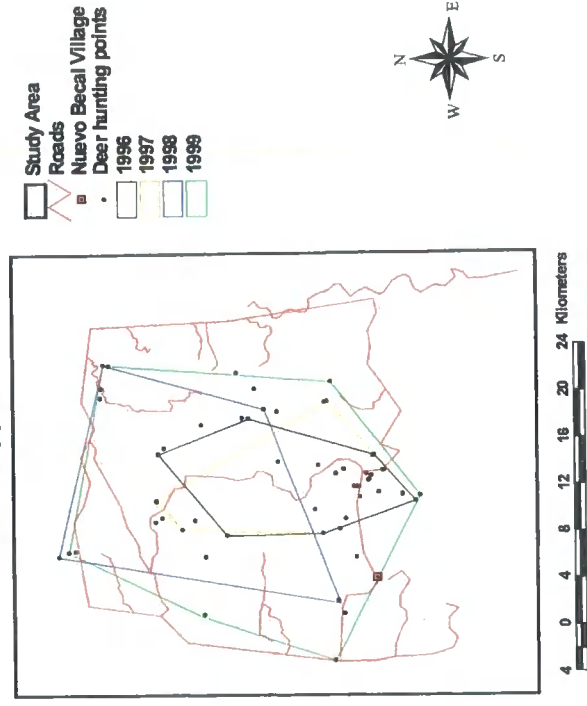 Study Area
Roads
Nuevo Becal Village
Deer hunting points
1996
1997
1998
1999
N
W
E
S
4 0 4 8 12 16 20 24 Kilometers